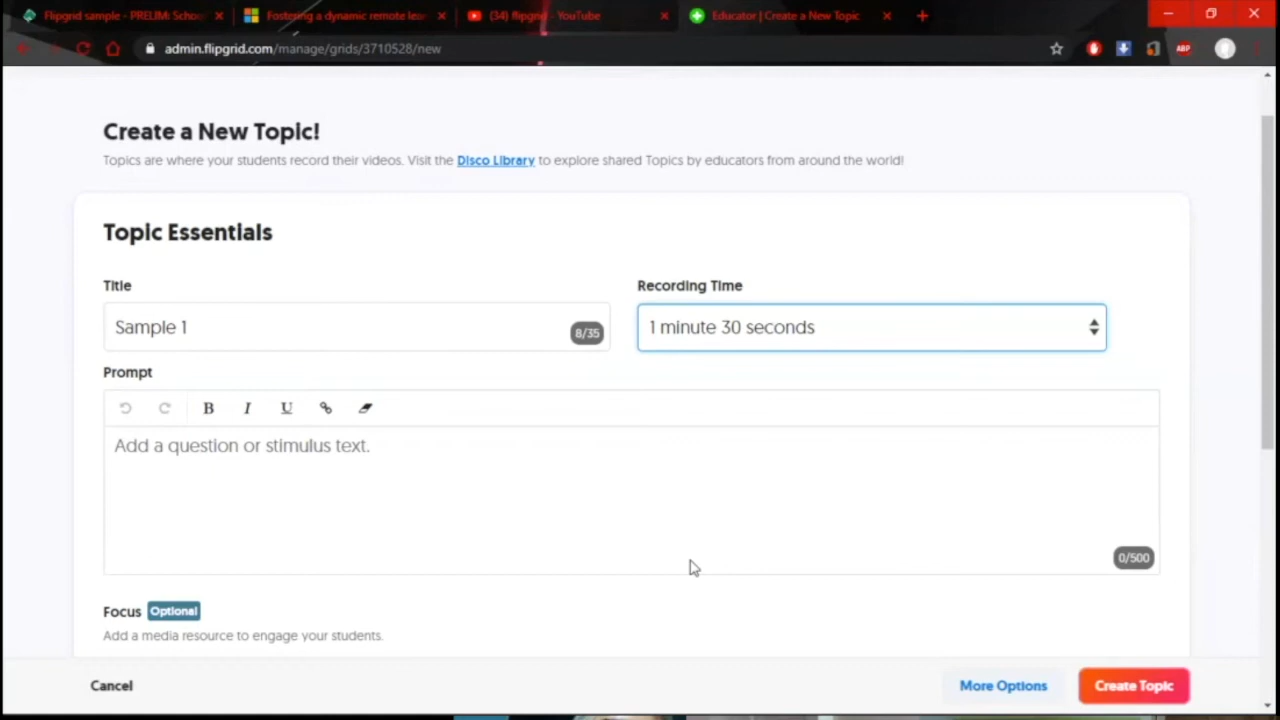 Flipgrid sample - PRELIM: Schoo
Fostering a dynamic remote lear
(34) flipgrid - YouTube
Educator | Create a New Topic
admin.flipgrid.com/manage/grids/3710528/new
ABP
Create a New Topic!
Topics are where your students record their videos. Visit the Disco Library to explore shared Topics by educators from around the world!
Topic Essentials
Title
Recording Time
Sample 1
8/35
1 minute 30 seconds
Prompt
B I U
Add a question or stimulus text.
0/500
Focus Optional
Add a media resource to engage your students.
Cancel
More Options
Create Topic